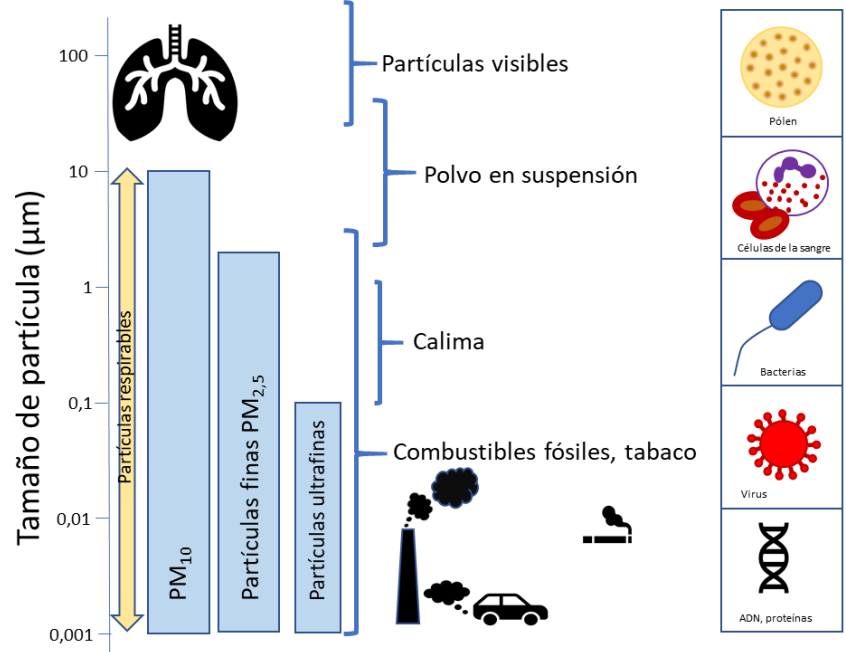 Tamaño de partícula (µm)
100
10
1
0,1
0,01
0,001
Partículas respirables
PM10
Partículas finas PM2,5
Partículas ultrafinas
Partículas visibles
Polvo en suspensión
Calima
Combustibles fósiles, tabaco
Pólen
Células de la sangre
Bacterias
Virus
ADN, proteínas